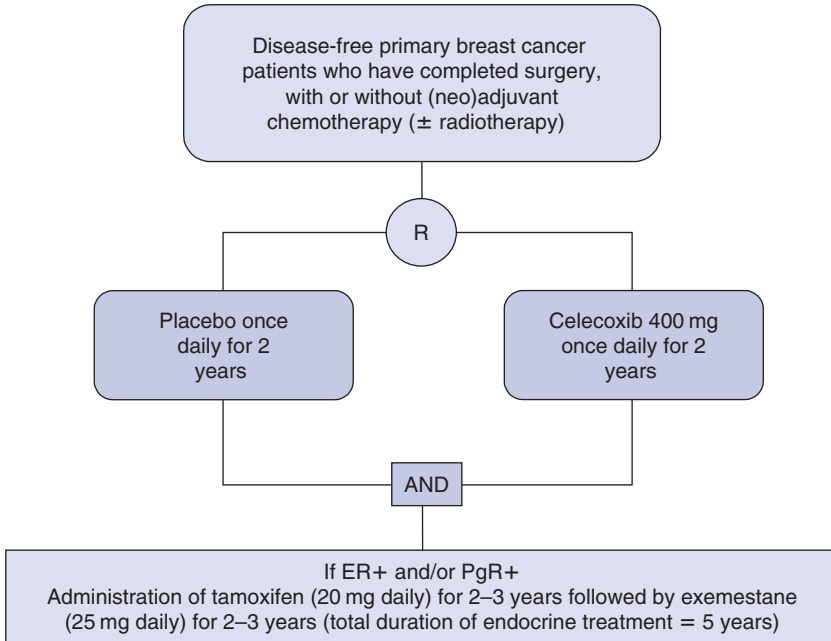 Disease-free primary breast cancer
patients who have completed surgery,
with or without (neo)adjuvant
chemotherapy (± radiotherapy)
R
Placebo once
daily for 2
years
Celecoxib 400 mg
once daily for 2
years
AND
If ER+ and/or PgR+
Administration of tamoxifen (20 mg daily) for 2–3 years followed by exemestane
(25 mg daily) for 2–3 years (total duration of endocrine treatment = 5 years)